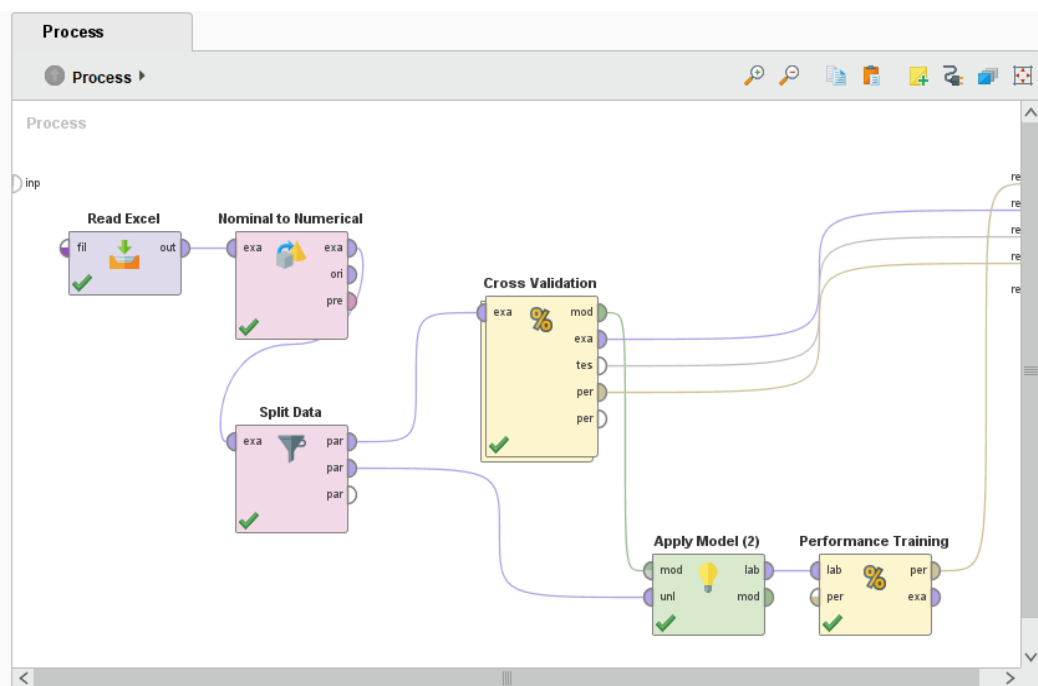 Process
Process
Process
inp
re
re
re
re
re
Read Excel
fil out
Nominal to Numerical
exa exa
ori
pre
Cross Validation
exa mod
exa
tes
per
per
Split Data
exa par
par
par
Apply Model (2)
mod lab
unl mod
Performance Training
lab per
per exa